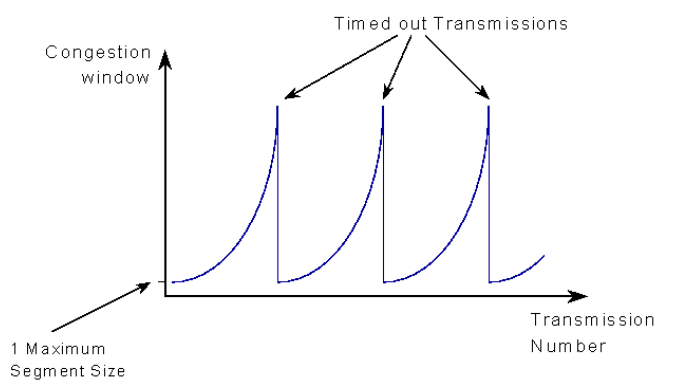 Timed out Transmissions
Congestion
window
Transmission
Number
1 Maximum
Segment Size